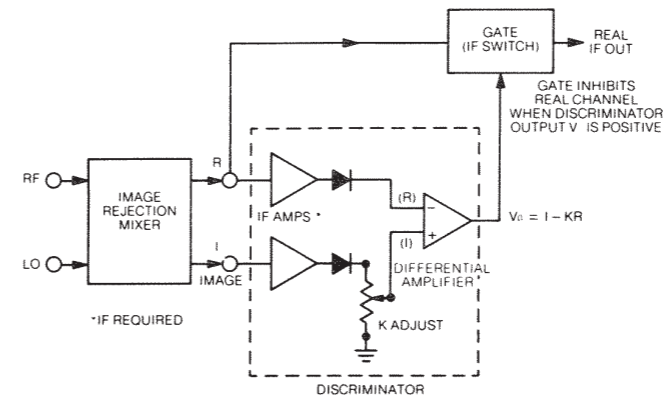 GATE
(IF SWITCH)
REAL
IF OUT
GATE INHIBITS
REAL CHANNEL
WHEN DISCRIMINATOR
OUTPUT V IS POSITIVE
R
RF
IMAGE
REJECTION
MIXER
IF AMPS *
(R)
−
+
(I)
V₀ = I − KR
LO
I
IMAGE
DIFFERENTIAL
AMPLIFIER
K ADJUST
*IF REQUIRED
DISCRIMINATOR